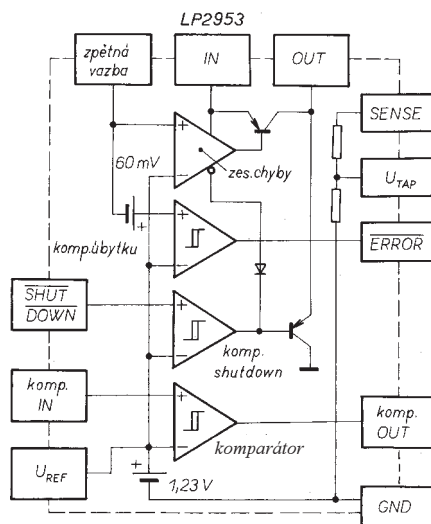 LP2953
zpětná
vazba
IN
OUT
SENSE
60 mV
zes.chyby
U_TAP
komp.úbytku
ERROR
SHUT
DOWN
komp.
shutdown
komp.
IN
komp.
OUT
komparátor
U_REF
1,23 V
GND
+
−
+
−
+
−
+
−
+
+